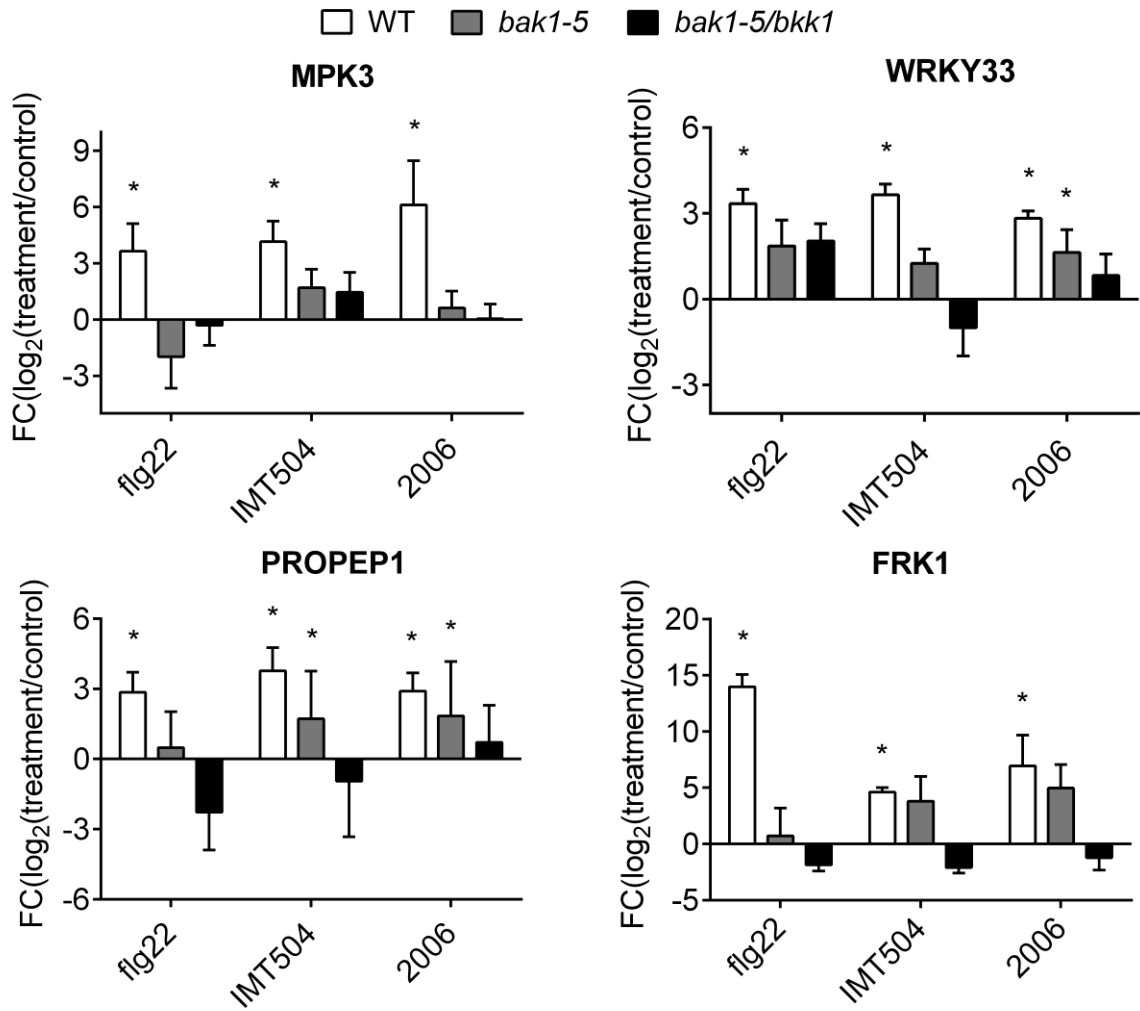 WT bak1-5 bak1-5/bkk1
MPK3
FC(log₂(treatment/control)
9
6
3
0
-3
* * *
flg22 IMT504 2006
WRKY33
FC(log₂(treatment/control)
6
3
0
-3
* * * *
flg22 IMT504 2006
PROPEP1
FC(log₂(treatment/control)
6
3
0
-3
-6
* * * * *
flg22 IMT504 2006
FRK1
FC(log₂(treatment/control)
20
15
10
5
0
-5
* * *
flg22 IMT504 2006